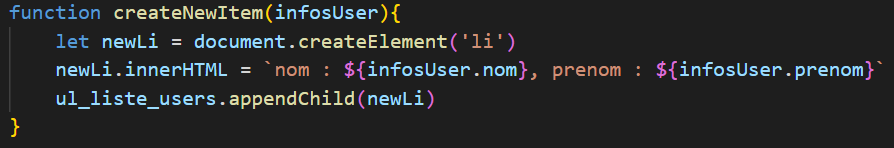 function createNewItem(infosUser){
    let newLi = document.createElement('li')
    newLi.innerHTML = `nom : ${infosUser.nom}, prenom : ${infosUser.prenom}`
    ul_liste_users.appendChild(newLi)
}